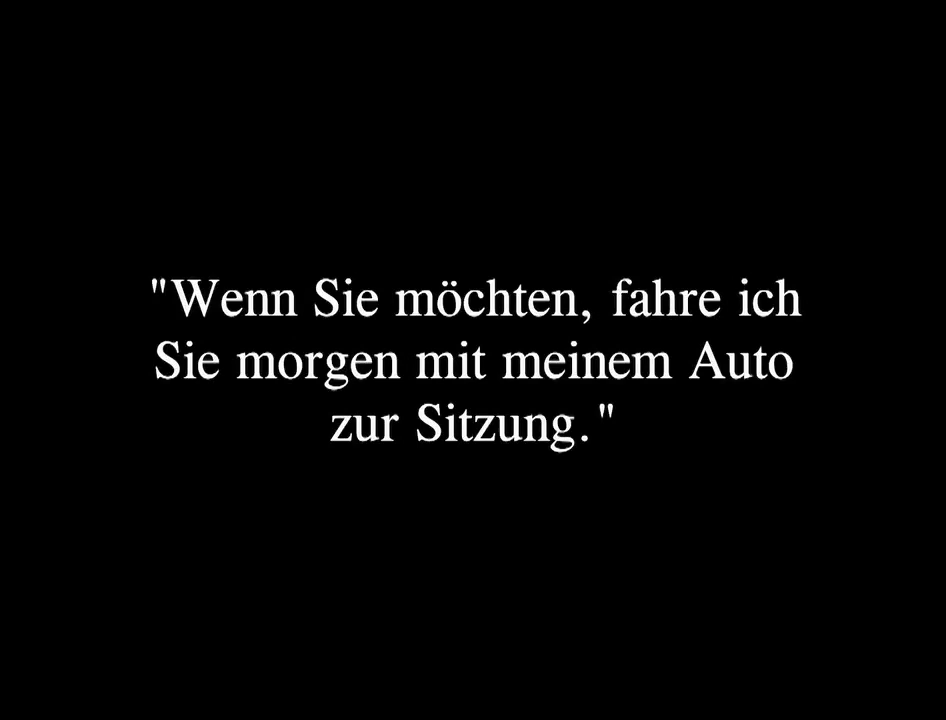 "Wenn Sie möchten, fahre ich
Sie morgen mit meinem Auto
zur Sitzung."